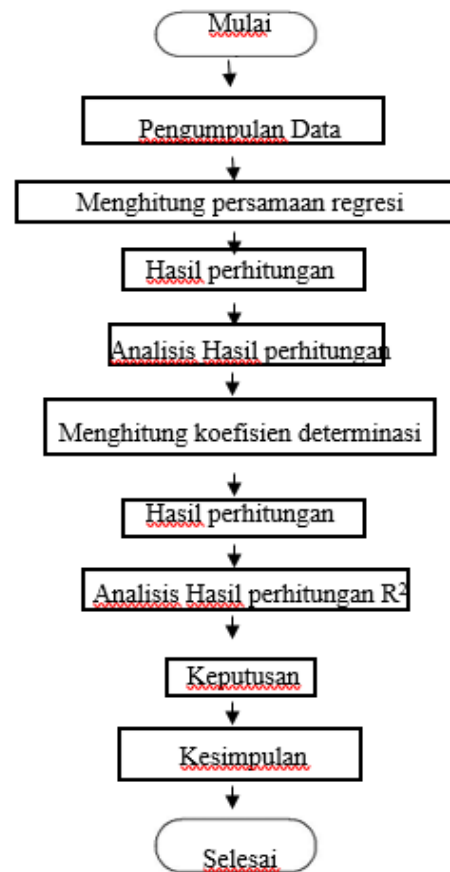 Mulai
Pengumpulan Data
Menghitung persamaan regresi
Hasil perhitungan
Analisis Hasil perhitungan
Menghitung koefisien determinasi
Hasil perhitungan
Analisis Hasil perhitungan R²
Keputusan
Kesimpulan
Selesai